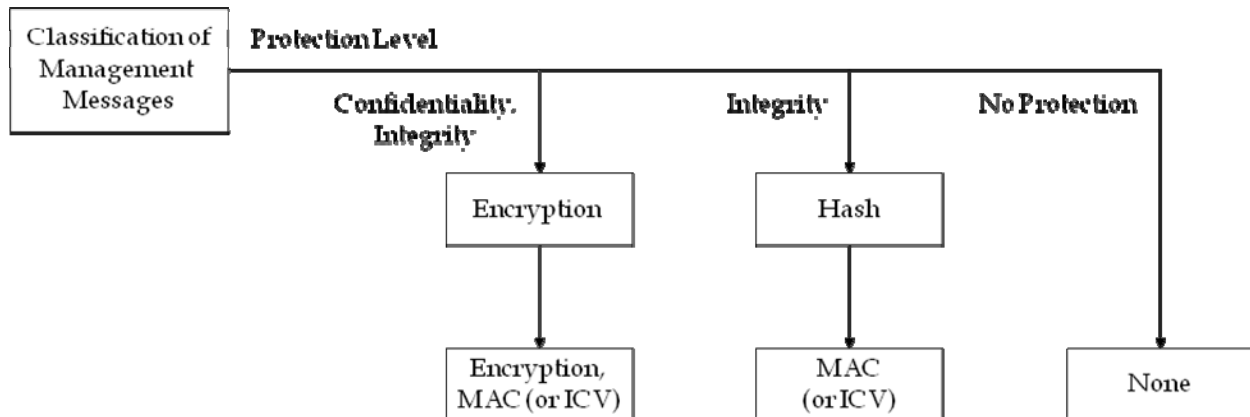 Classification of
Management
Messages
Protection Level
Confidentiality,
Integrity
Integrity
No Protection
Encryption
Hash
Encryption,
MAC (or ICV)
MAC
(or ICV)
None